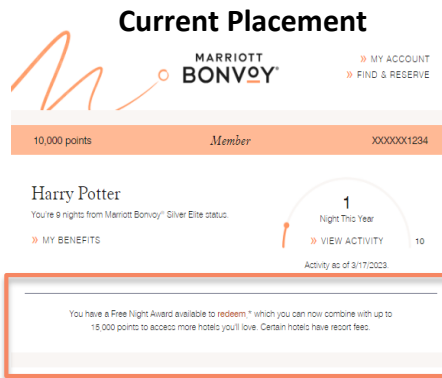 Current Placement
MARRIOTT
BONVOY
» MY ACCOUNT
» FIND & RESERVE
10,000 points
Member
XXXXXX1234
Harry Potter
You're 9 nights from Marriott Bonvoy® Silver Elite status.
» MY BENEFITS
1
Night This Year
» VIEW ACTIVITY
10
Activity as of 3/17/2023.
You have a Free Night Award available to redeem,* which you can now combine with up to
15,000 points to access more hotels you'll love. Certain hotels have resort fees.